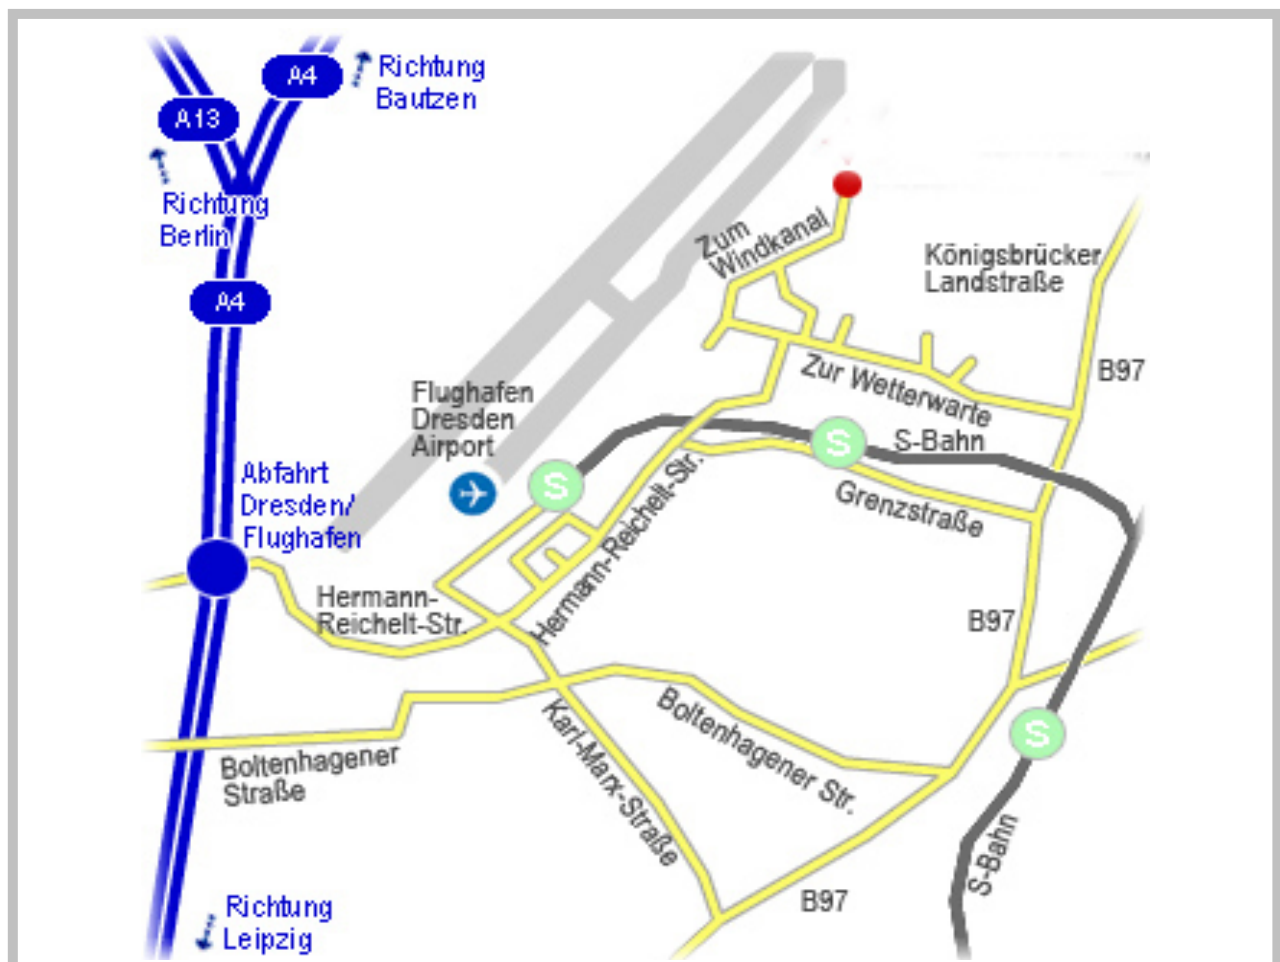 A4
Richtung
Bautzen
A13
Richtung
Berlin
Zum
Windkanal
Königsbrücker
Landstraße
A4
B97
Zur Wetterwarte
Flughafen
Dresden
Airport
S
S-Bahn
S
Abfahrt
Dresden/
Flughafen
Grenzstraße
Hermann-Reichelt-Str.
Hermann-
Reichelt-Str.
B97
Boltenhagener Str.
S
Karl-Marx-Straße
Boltenhagener
Straße
S-Bahn
B97
Richtung
Leipzig